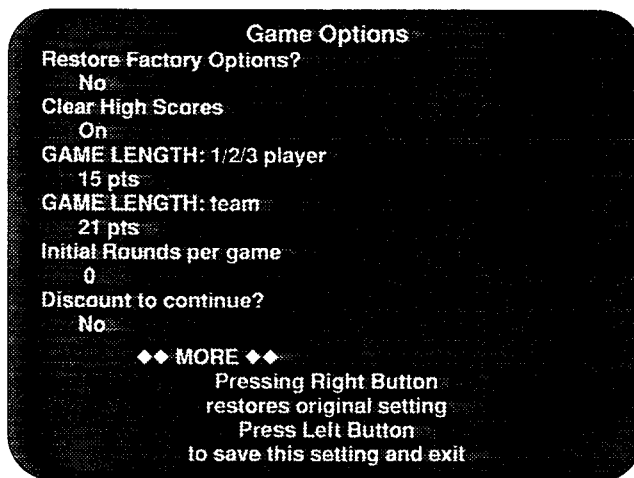 Game Options
Restore Factory Options?
No
Clear High Scores
On
GAME LENGTH: 1/2/3 player
15 pts
GAME LENGTH: team
21 pts
Initial Rounds per game
0
Discount to continue?
No
◆◆ MORE ◆◆
Pressing Right Button
restores original setting
Press Left Button
to save this setting and exit